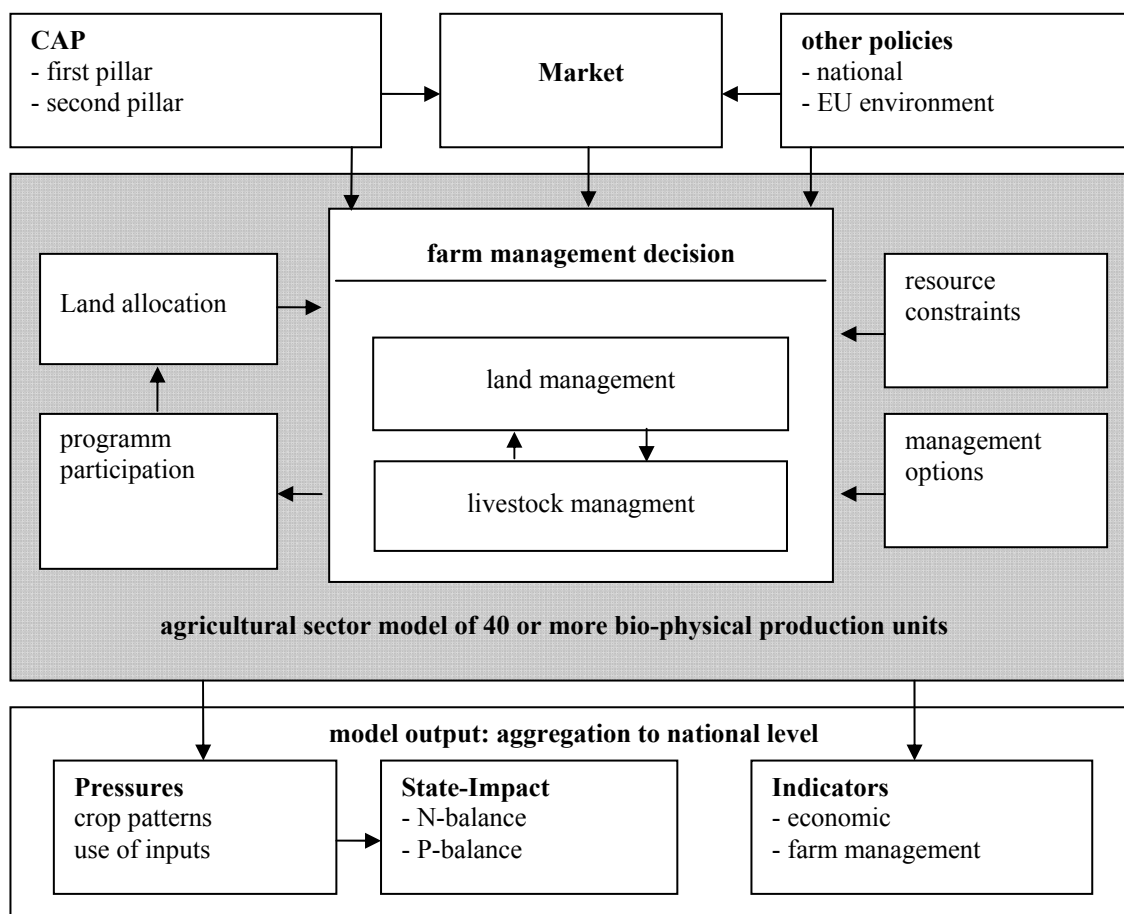 CAP
- first pillar
- second pillar
Market
other policies
- national
- EU environment
farm management decision
Land allocation
resource
constraints
land management
programm
participation
management
options
livestock managment
agricultural sector model of 40 or more bio-physical production units
model output: aggregation to national level
Pressures
crop patterns
use of inputs
State-Impact
- N-balance
- P-balance
Indicators
- economic
- farm management